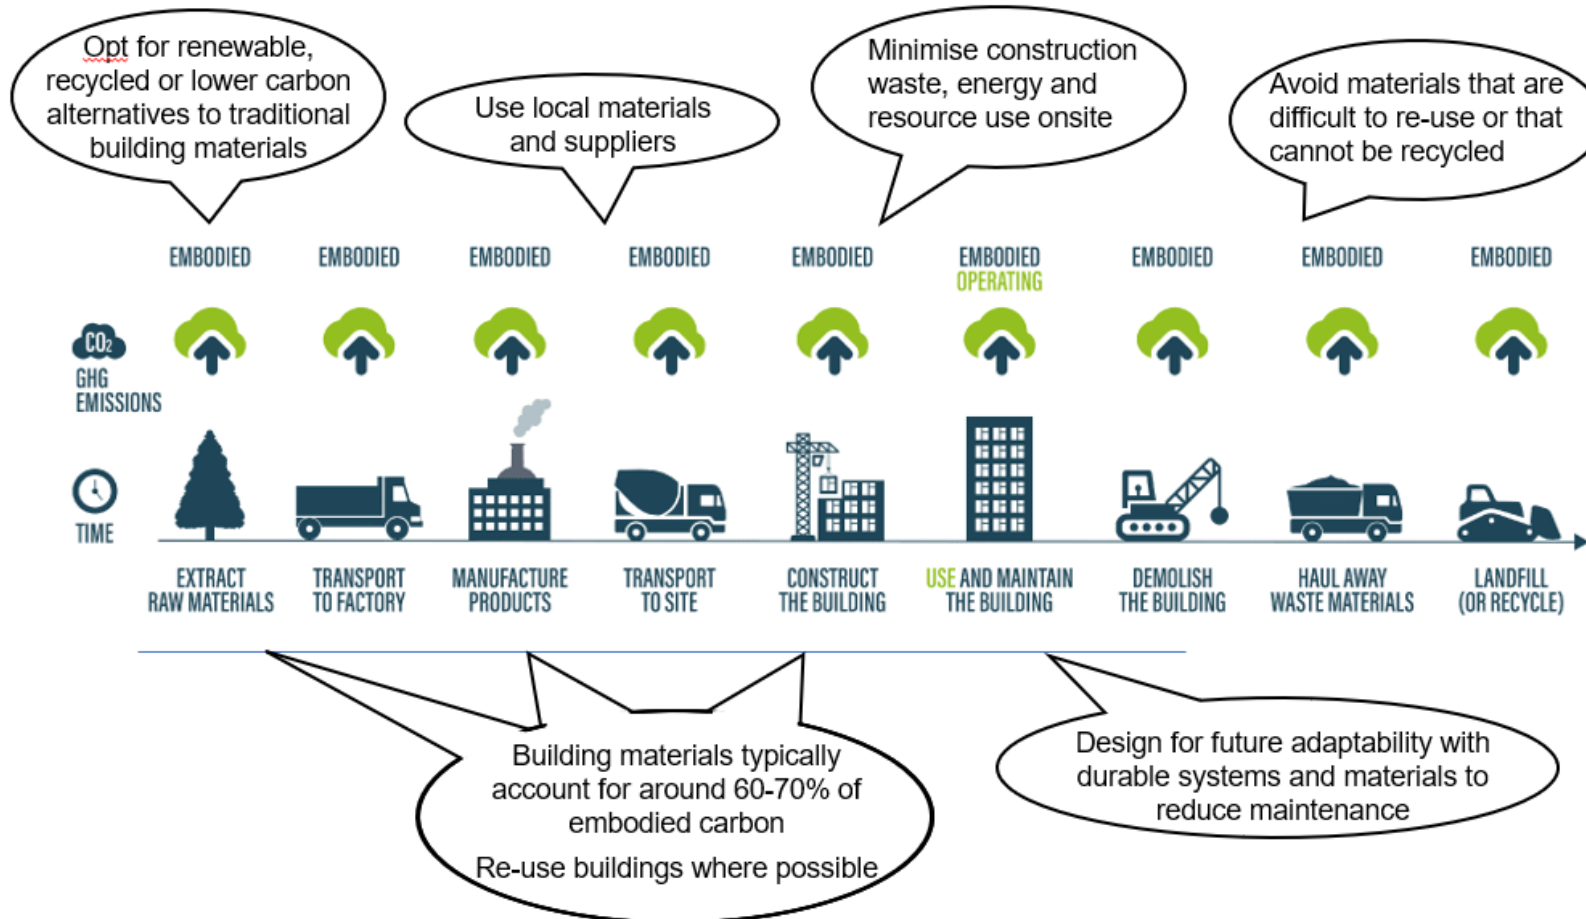 Opt for renewable,
recycled or lower carbon
alternatives to traditional
building materials
Use local materials
and suppliers
Minimise construction
waste, energy and
resource use onsite
Avoid materials that are
difficult to re-use or that
cannot be recycled
EMBODIED
EMBODIED
EMBODIED
EMBODIED
EMBODIED
EMBODIED
OPERATING
EMBODIED
EMBODIED
EMBODIED
CO₂
GHG
EMISSIONS
TIME
EXTRACT
RAW MATERIALS
TRANSPORT
TO FACTORY
MANUFACTURE
PRODUCTS
TRANSPORT
TO SITE
CONSTRUCT
THE BUILDING
USE AND MAINTAIN
THE BUILDING
DEMOLISH
THE BUILDING
HAUL AWAY
WASTE MATERIALS
LANDFILL
(OR RECYCLE)
Building materials typically
account for around 60-70% of
embodied carbon
Re-use buildings where possible
Design for future adaptability with
durable systems and materials to
reduce maintenance